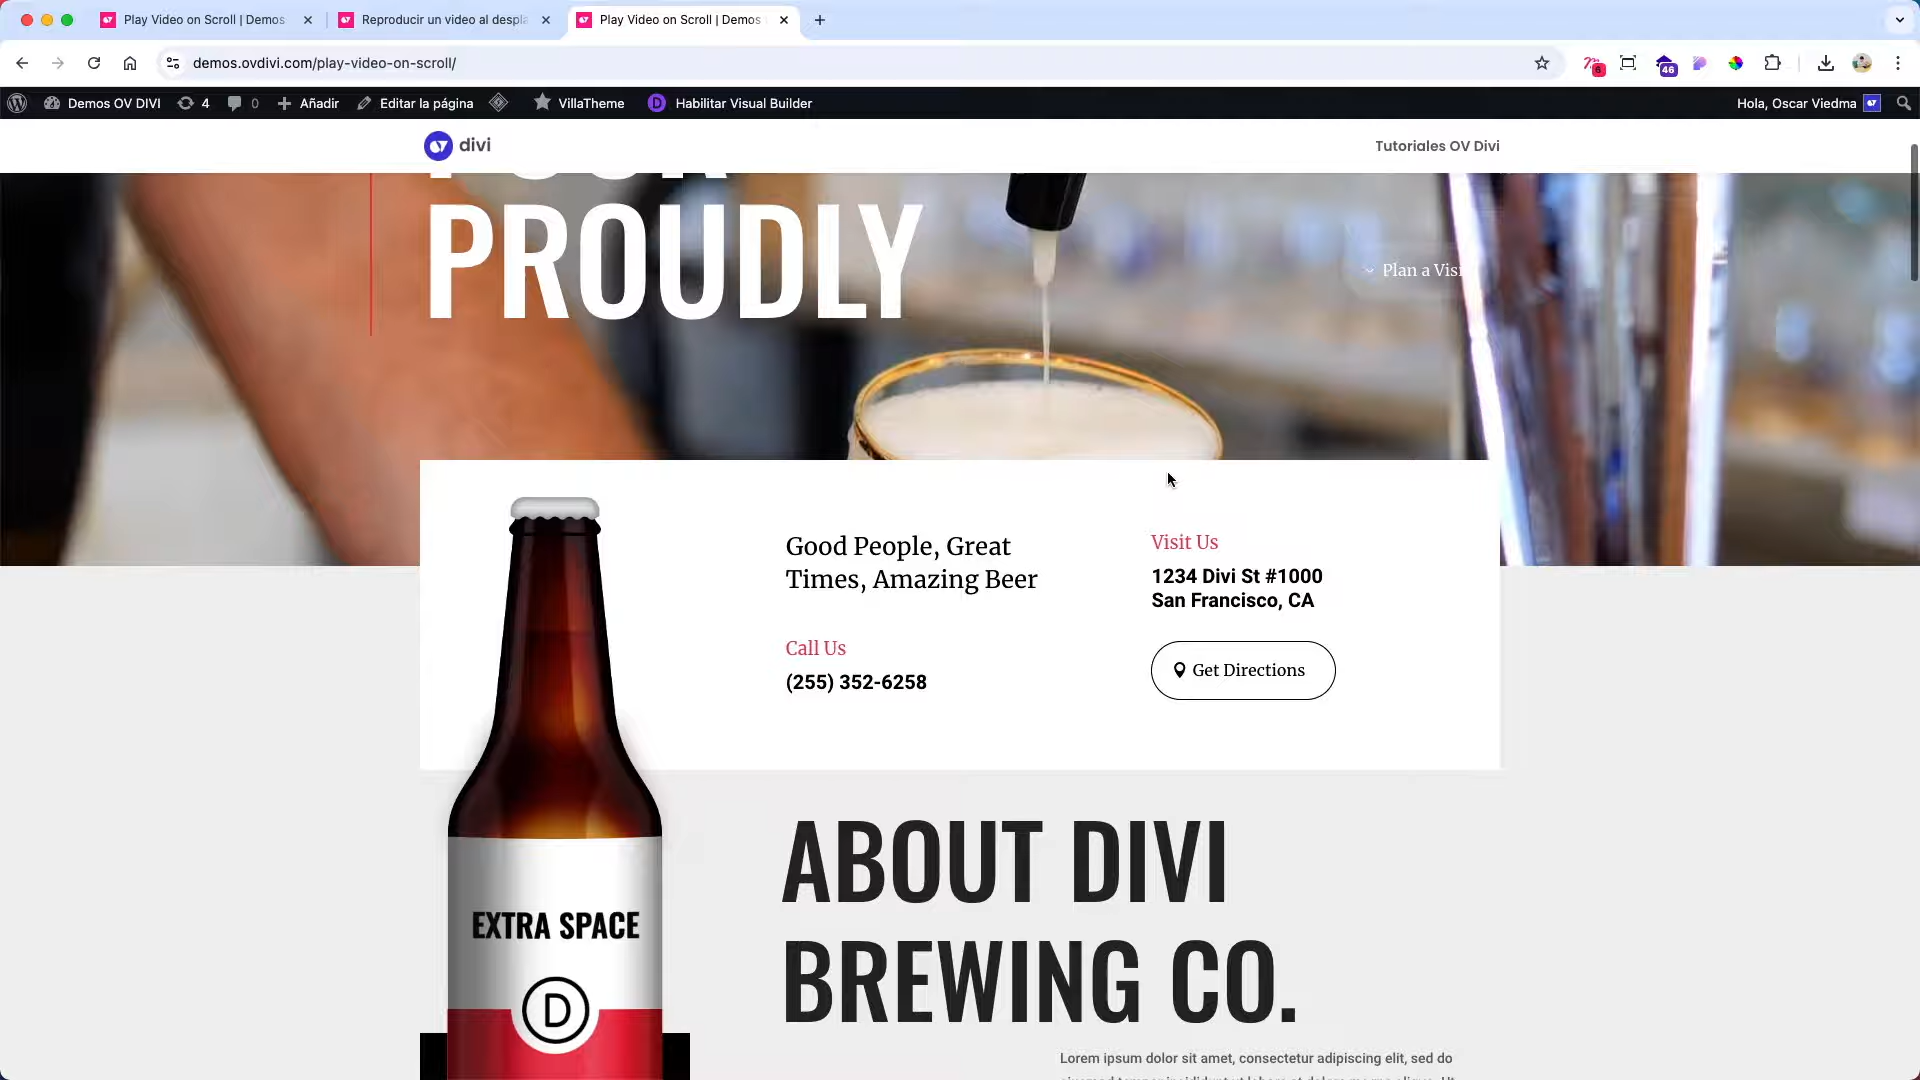 Play Video on Scroll | Demos
Reproducir un video al despla
Play Video on Scroll | Demos
demos.ovdivi.com/play-video-on-scroll/
6
46
Demos OV DIVI
4
0
Añadir
Editar la página
VillaTheme
D
Habilitar Visual Builder
Hola, Oscar Viedma
divi
Tutoriales OV Divi
PROUDLY
Plan a Visi
Good People, Great
Times, Amazing Beer
Call Us
(255) 352-6258
Visit Us
1234 Divi St #1000
San Francisco, CA
Get Directions
EXTRA SPACE
D
ABOUT DIVI
BREWING CO.
Lorem ipsum dolor sit amet, consectetur adipiscing elit, sed do